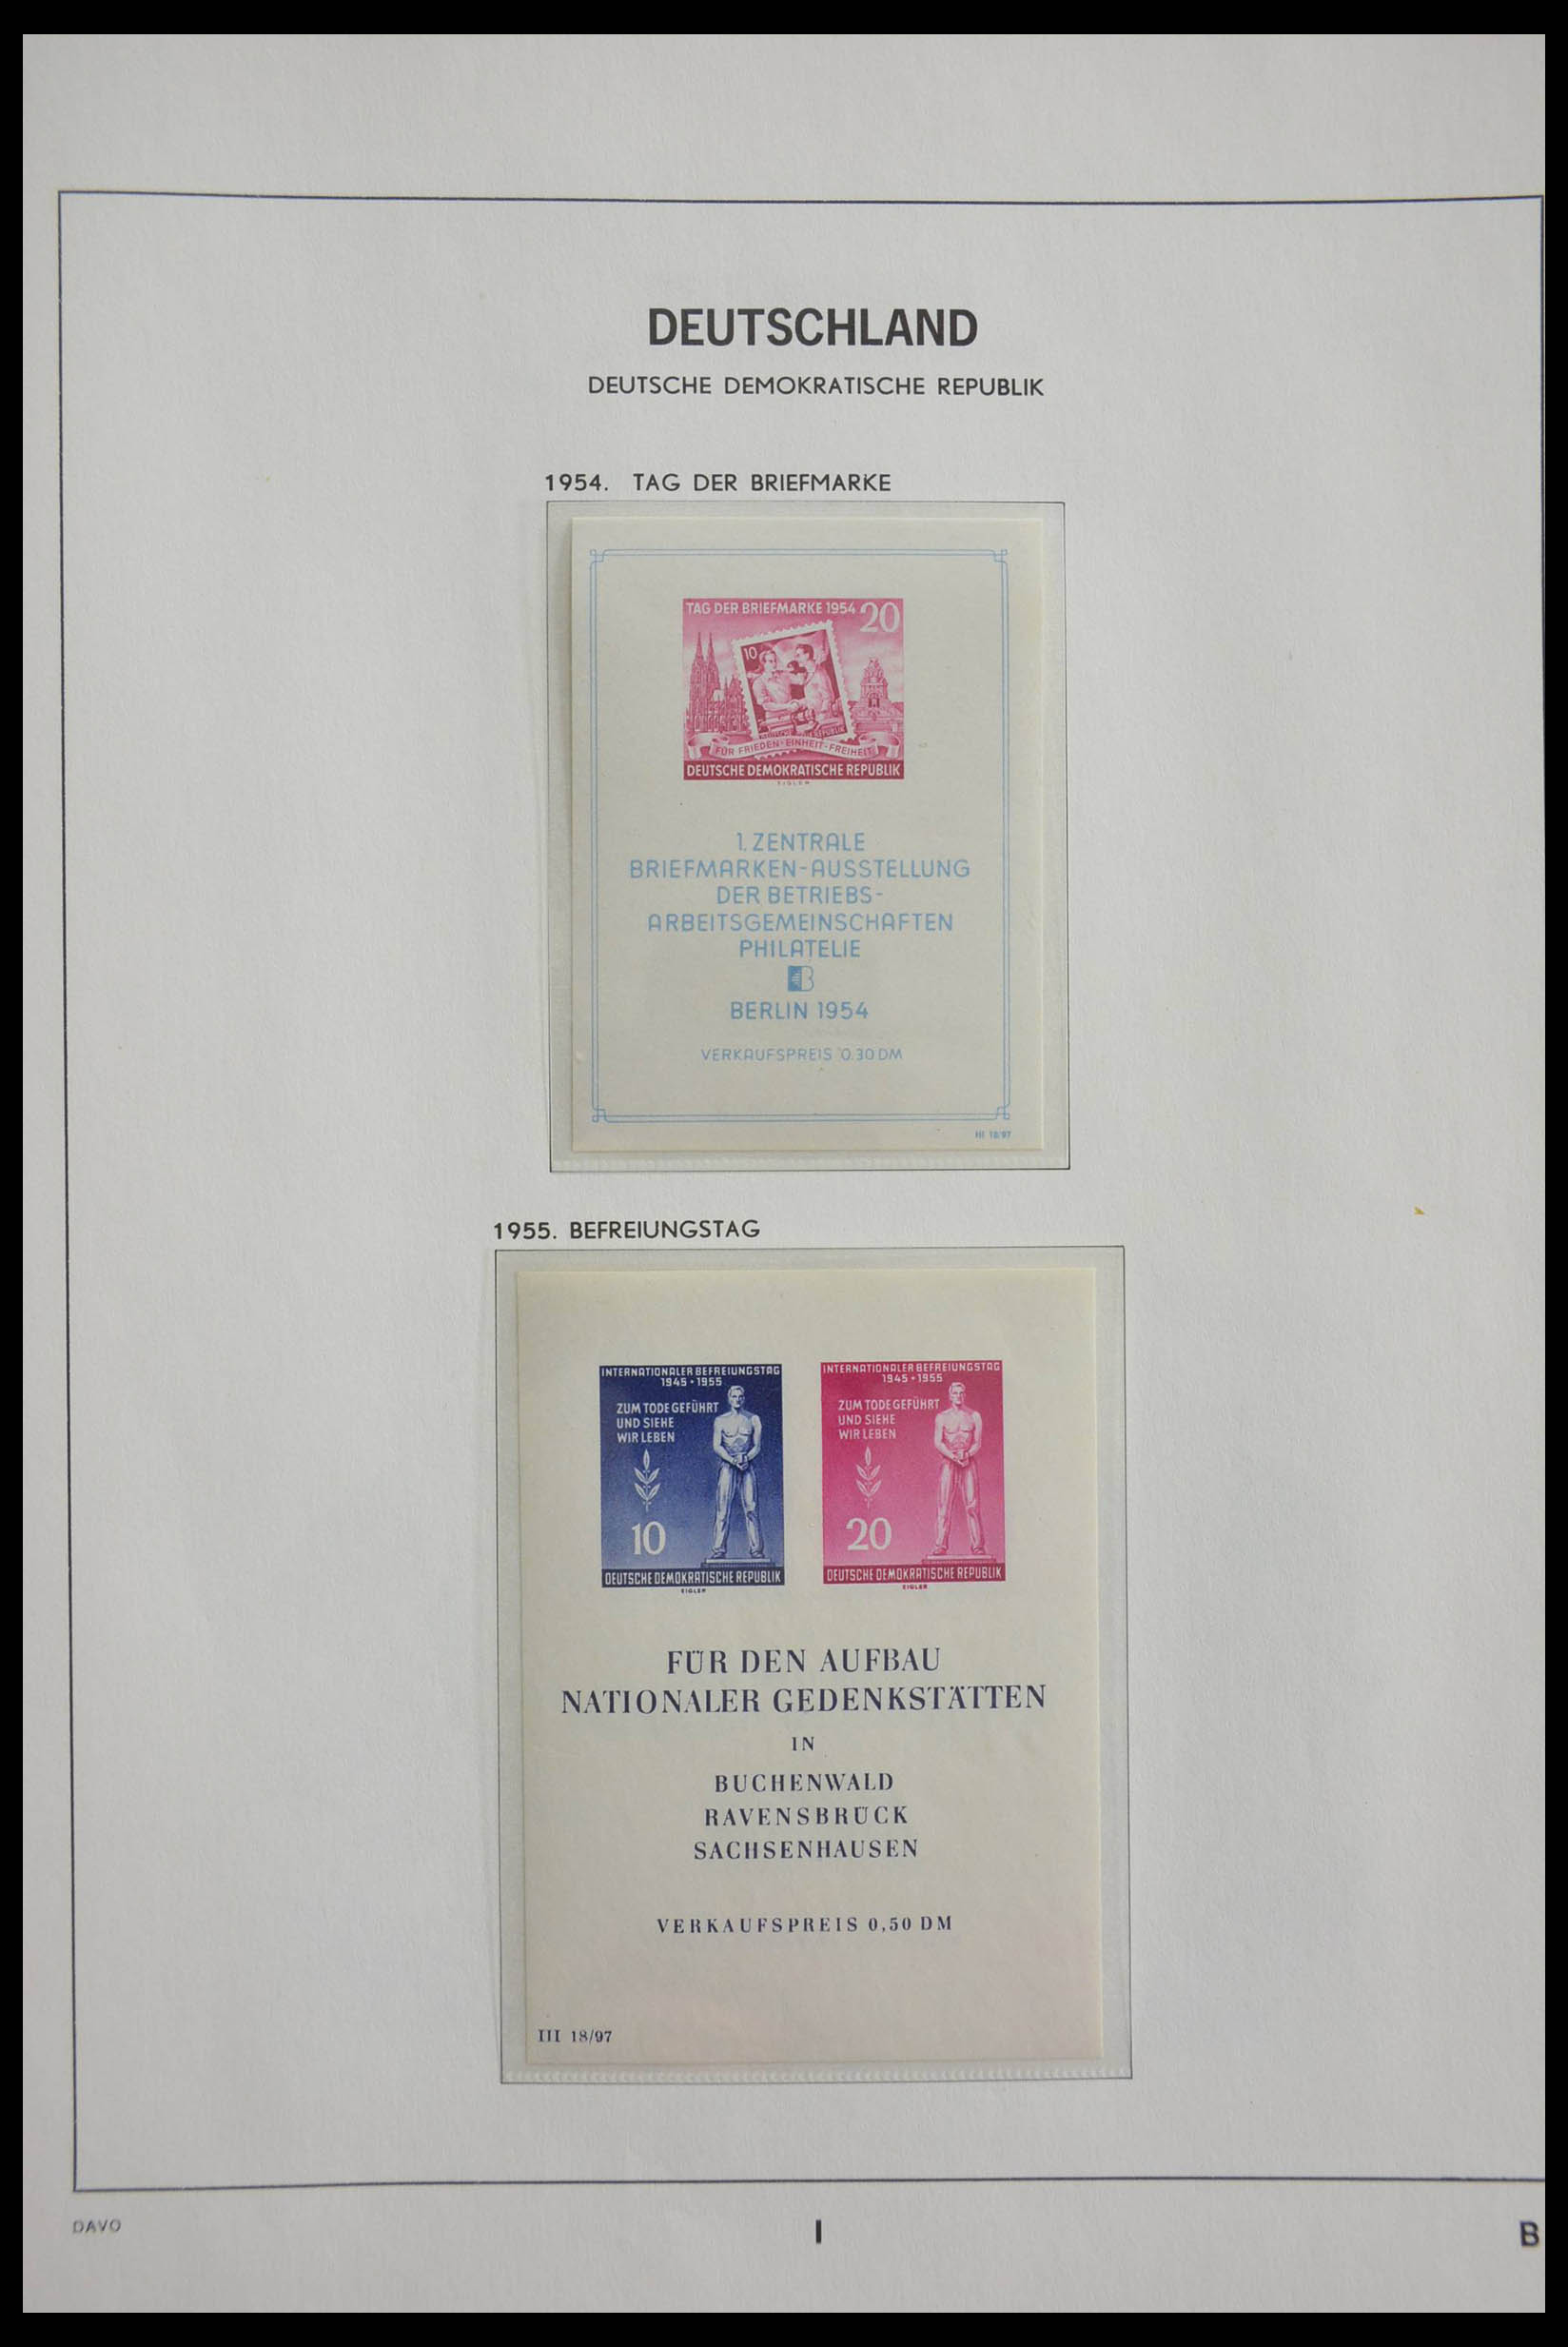 DEUTSCHLAND
DEUTSCHE DEMOKRATISCHE REPUBLIK
1954. TAG DER BRIEFMARKE
TAG DER BRIEFMARKE 1954 20
10
FÜR FRIEDEN-EINHEIT-FREIHEIT
DEUTSCHE DEMOKRATISCHE REPUBLIK
EIGLER
1. ZENTRALE
BRIEFMARKEN-AUSSTELLUNG
DER BETRIEBS-
ARBEITSGEMEINSCHAFTEN
PHILATELIE
B
BERLIN 1954
VERKAUFSPREIS 0.30 DM
III 18/97
1955. BEFREIUNGSTAG
INTERNATIONALER BEFREIUNGSTAG
1945 • 1955
ZUM TODE GEFÜHRT
UND SIEHE
WIR LEBEN
10
DEUTSCHE DEMOKRATISCHE REPUBLIK
EIGLER
INTERNATIONALER BEFREIUNGSTAG
1945 • 1955
ZUM TODE GEFÜHRT
UND SIEHE
WIR LEBEN
20
DEUTSCHE DEMOKRATISCHE REPUBLIK
EIGLER
FÜR DEN AUFBAU
NATIONALER GEDENKSTÄTTEN
IN
BUCHENWALD
RAVENSBRÜCK
SACHSENHAUSEN
VERKAUFSPREIS 0,50 DM
III 18/97
DAVO
I
B